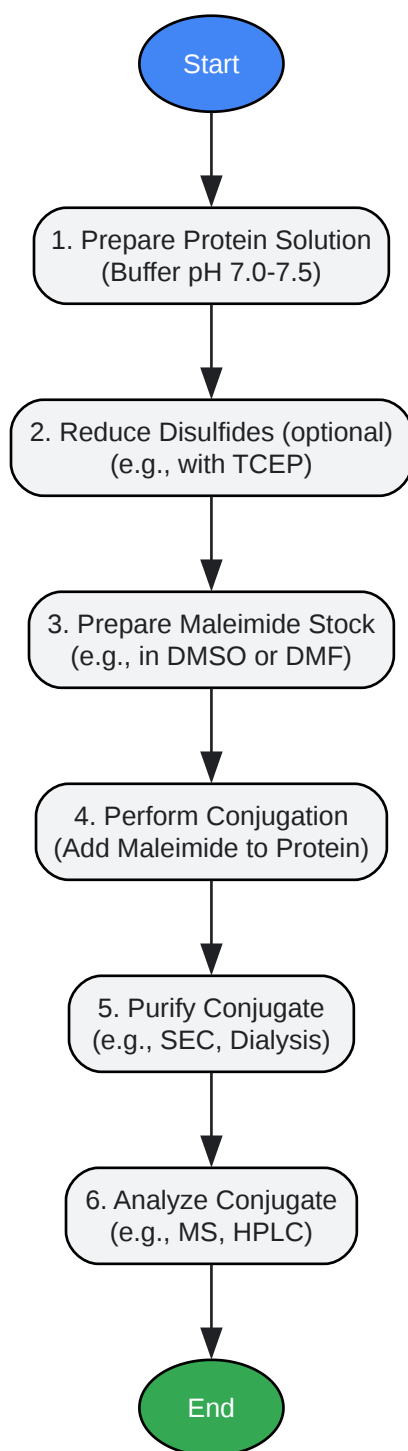 Start
1. Prepare Protein Solution
(Buffer pH 7.0-7.5)
2. Reduce Disulfides (optional)
(e.g., with TCEP)
3. Prepare Maleimide Stock
(e.g., in DMSO or DMF)
4. Perform Conjugation
(Add Maleimide to Protein)
5. Purify Conjugate
(e.g., SEC, Dialysis)
6. Analyze Conjugate
(e.g., MS, HPLC)
End